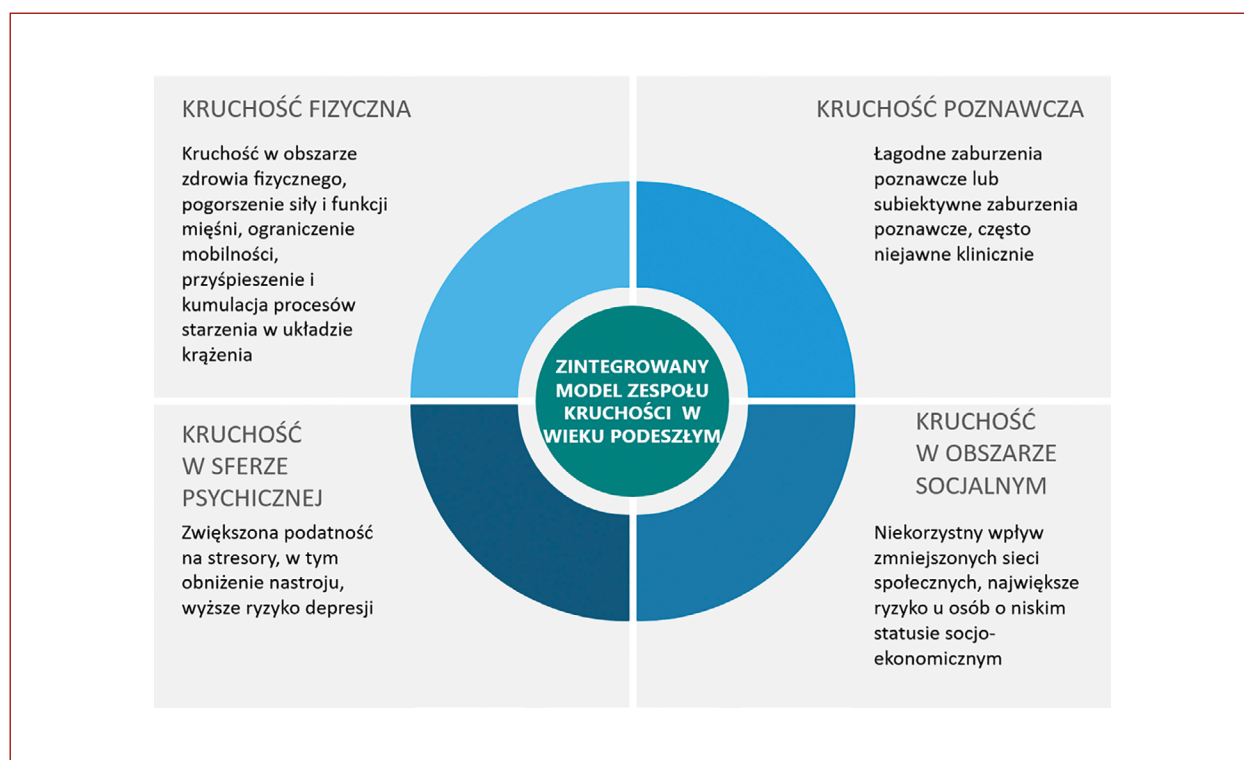 KRUCHOŚĆ FIZYCZNA
Kruchość w obszarze
zdrowia fizycznego,
pogorszenie siły i funkcji
mięśni, ograniczenie
mobilności,
przyśpieszenie i
kumulacja procesów
starzenia w układzie
krążenia
KRUCHOŚĆ POZNAWCZA
Łagodne zaburzenia
poznawcze lub
subiektywne zaburzenia
poznawcze, często
niejawne klinicznie
ZINTEGROWANY
MODEL ZESPOŁU
KRUCHOŚCI W
WIEKU PODESZŁYM
KRUCHOŚĆ
W SFERZE
PSYCHICZNEJ
Zwiększona podatność
na stresory, w tym
obniżenie nastroju,
wyższe ryzyko depresji
KRUCHOŚĆ
W OBSZARZE
SOCJALNYM
Niekorzystny wpływ
zmniejszonych sieci
społecznych, największe
ryzyko u osób o niskim
statusie socjo-
ekonomicznym